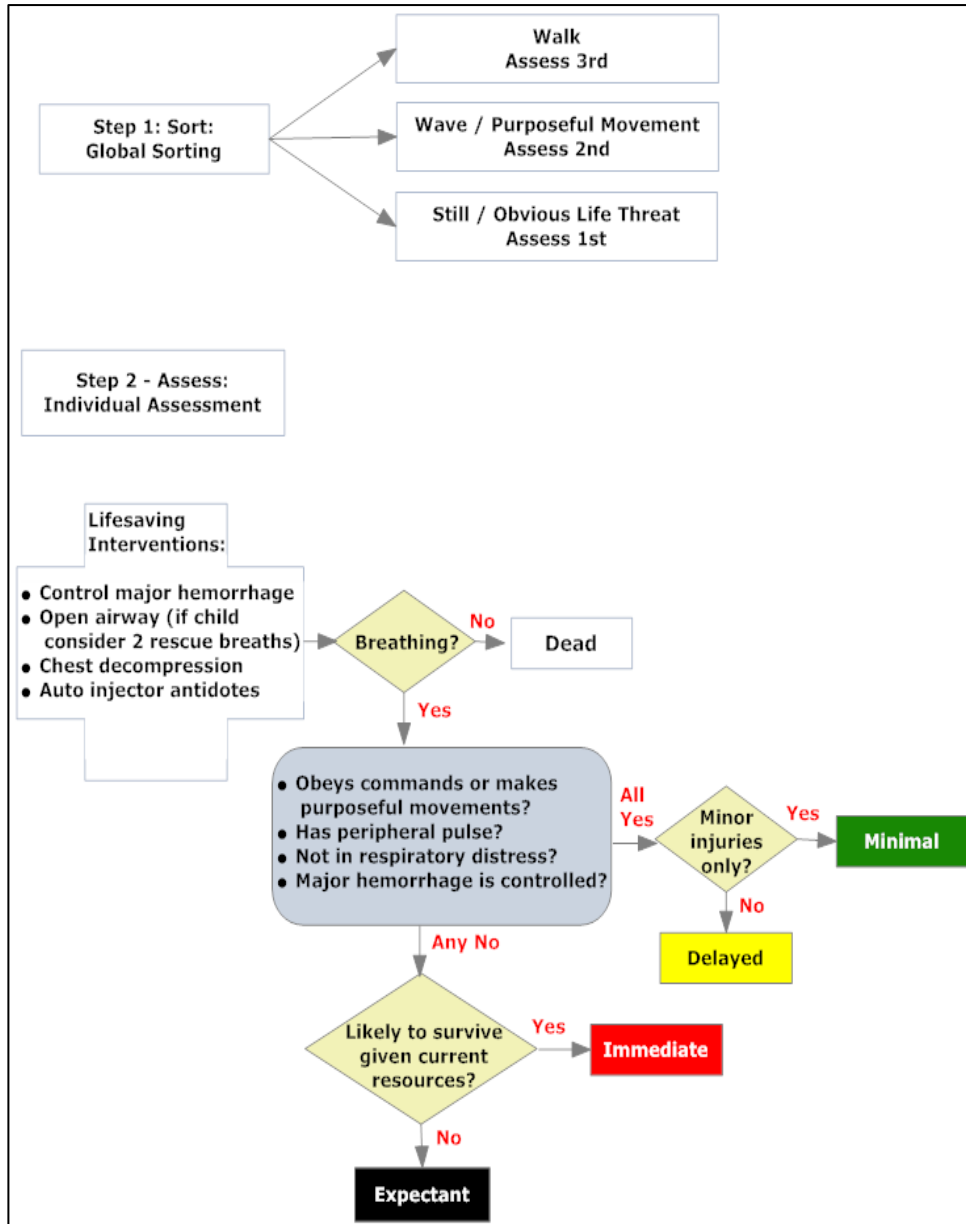 Walk
Assess 3rd
Step 1: Sort:
Global Sorting
Wave / Purposeful Movement
Assess 2nd
Still / Obvious Life Threat
Assess 1st
Step 2 - Assess:
Individual Assessment
Lifesaving
Interventions:
● Control major hemorrhage
● Open airway (if child
consider 2 rescue breaths)
● Chest decompression
● Auto injector antidotes
Breathing?
No
Dead
Yes
● Obeys commands or makes
purposeful movements?
● Has peripheral pulse?
● Not in respiratory distress?
● Major hemorrhage is controlled?
All
Yes
Minor
injuries
only?
Yes
Minimal
No
Delayed
Any No
Likely to survive
given current
resources?
Yes
Immediate
No
Expectant